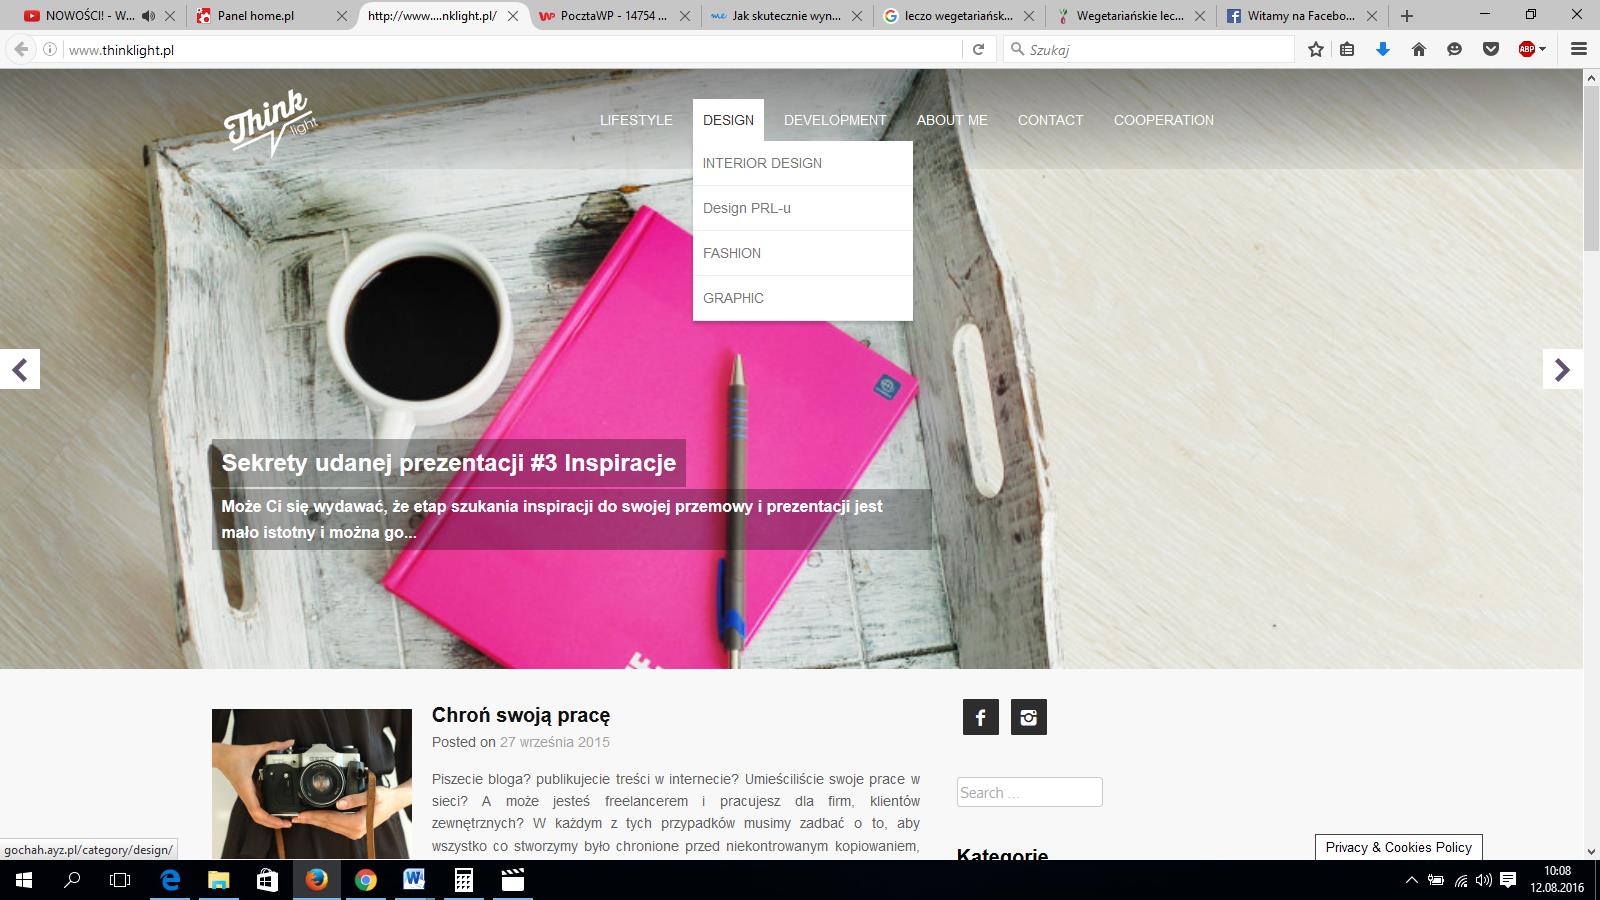 NOWOŚCI! - W...
Panel home.pl
http://www....nklight.pl/
PocztaWP - 14754 ...
Jak skutecznie wyn...
leczo wegetariańsk...
Wegetariańskie lec...
Witamy na Facebo...
www.thinklight.pl
Szukaj
ABP
Think
light
LIFESTYLE
DESIGN
DEVELOPMENT
ABOUT ME
CONTACT
COOPERATION
INTERIOR DESIGN
Design PRL-u
FASHION
GRAPHIC
Sekrety udanej prezentacji #3 Inspiracje
Może Ci się wydawać, że etap szukania inspiracji do swojej przemowy i prezentacji jest
mało istotny i można go...
Chroń swoją pracę
Posted on 27 września 2015
Piszecie bloga? publikujecie treści w internecie? Umieściliście swoje prace w
sieci? A może jesteś freelancerem i pracujesz dla firm, klientów
zewnętrznych? W każdym z tych przypadków musimy zadbać o to, aby
wszystko co stworzymy było chronione przed niekontrowanym kopiowaniem,
Search ...
Kategorie
Privacy & Cookies Policy
gochah.ayz.pl/category/design/
10:08
12.08.2016